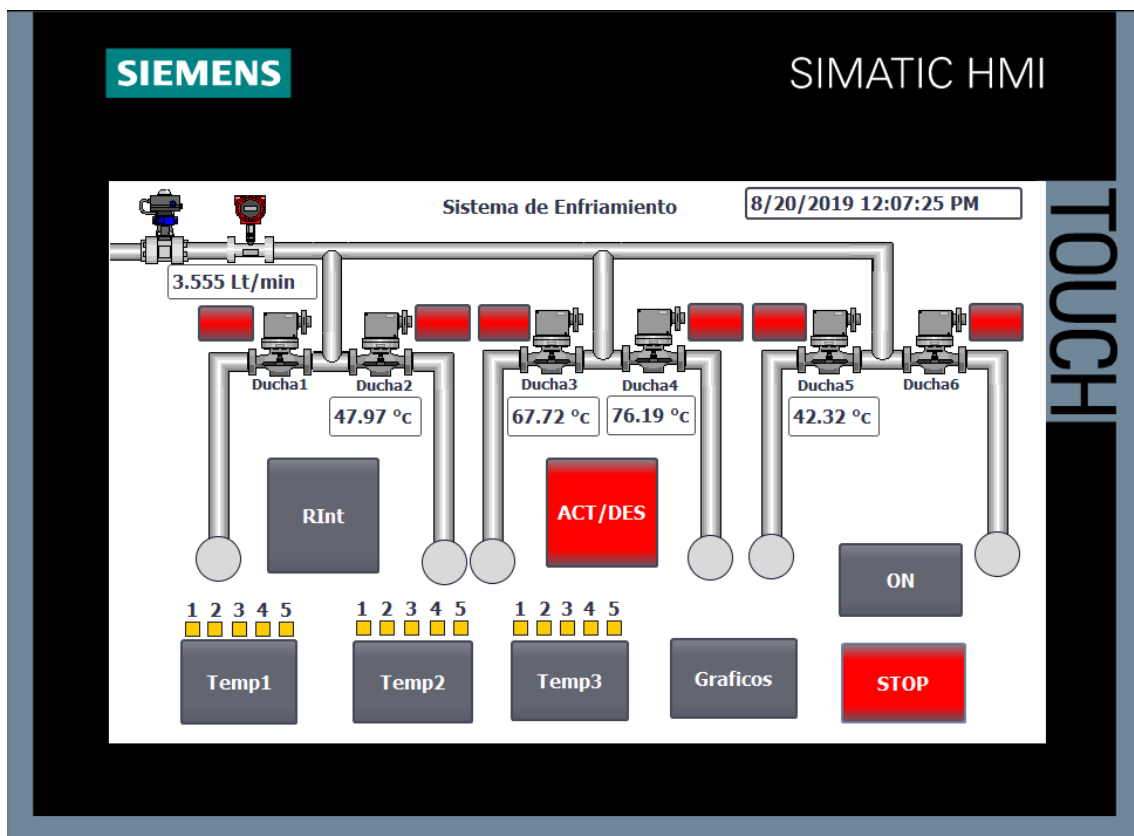 SIEMENS
SIMATIC HMI
TOUCH
Sistema de Enfriamiento
8/20/2019 12:07:25 PM
3.555 Lt/min
Ducha1
Ducha2
Ducha3
Ducha4
Ducha5
Ducha6
47.97 °c
67.72 °c
76.19 °c
42.32 °c
RInt
ACT/DES
ON
1 2 3 4 5
1 2 3 4 5
1 2 3 4 5
Temp1
Temp2
Temp3
Graficos
STOP